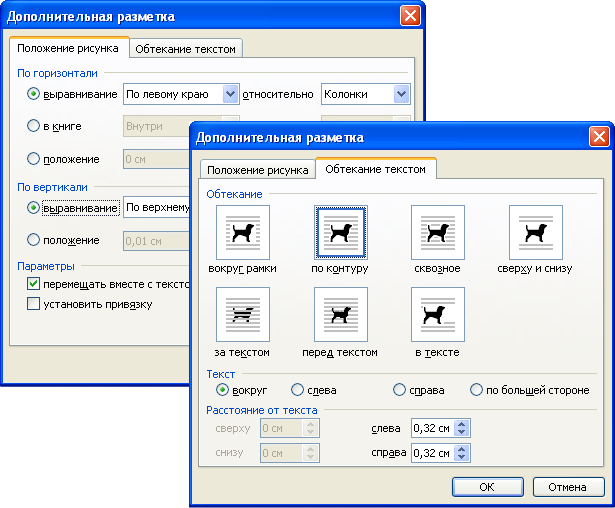 Дополнительная разметка
Положение рисунка Обтекание текстом
По горизонтали
выравнивание По левому краю относительно Колонки
в книге Внутри
положение 0 см
По вертикали
выравнивание По верхнему
положение 0,01 см
Параметры
перемещать вместе с тексто
установить привязку
Дополнительная разметка
Положение рисунка Обтекание текстом
Обтекание
вокруг рамки по контуру сквозное сверху и снизу
за текстом перед текстом в тексте
Текст
вокруг слева справа по большей стороне
Расстояние от текста
сверху 0 см слева 0,32 см
снизу 0 см справа 0,32 см
ОК Отмена